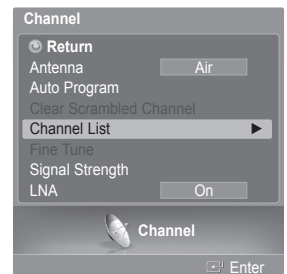 Channel
Return
Antenna Air
Auto Program
Clear Scrambled Channel
Channel List
Fine Tune
Signal Strength
LNA On
Channel
Enter